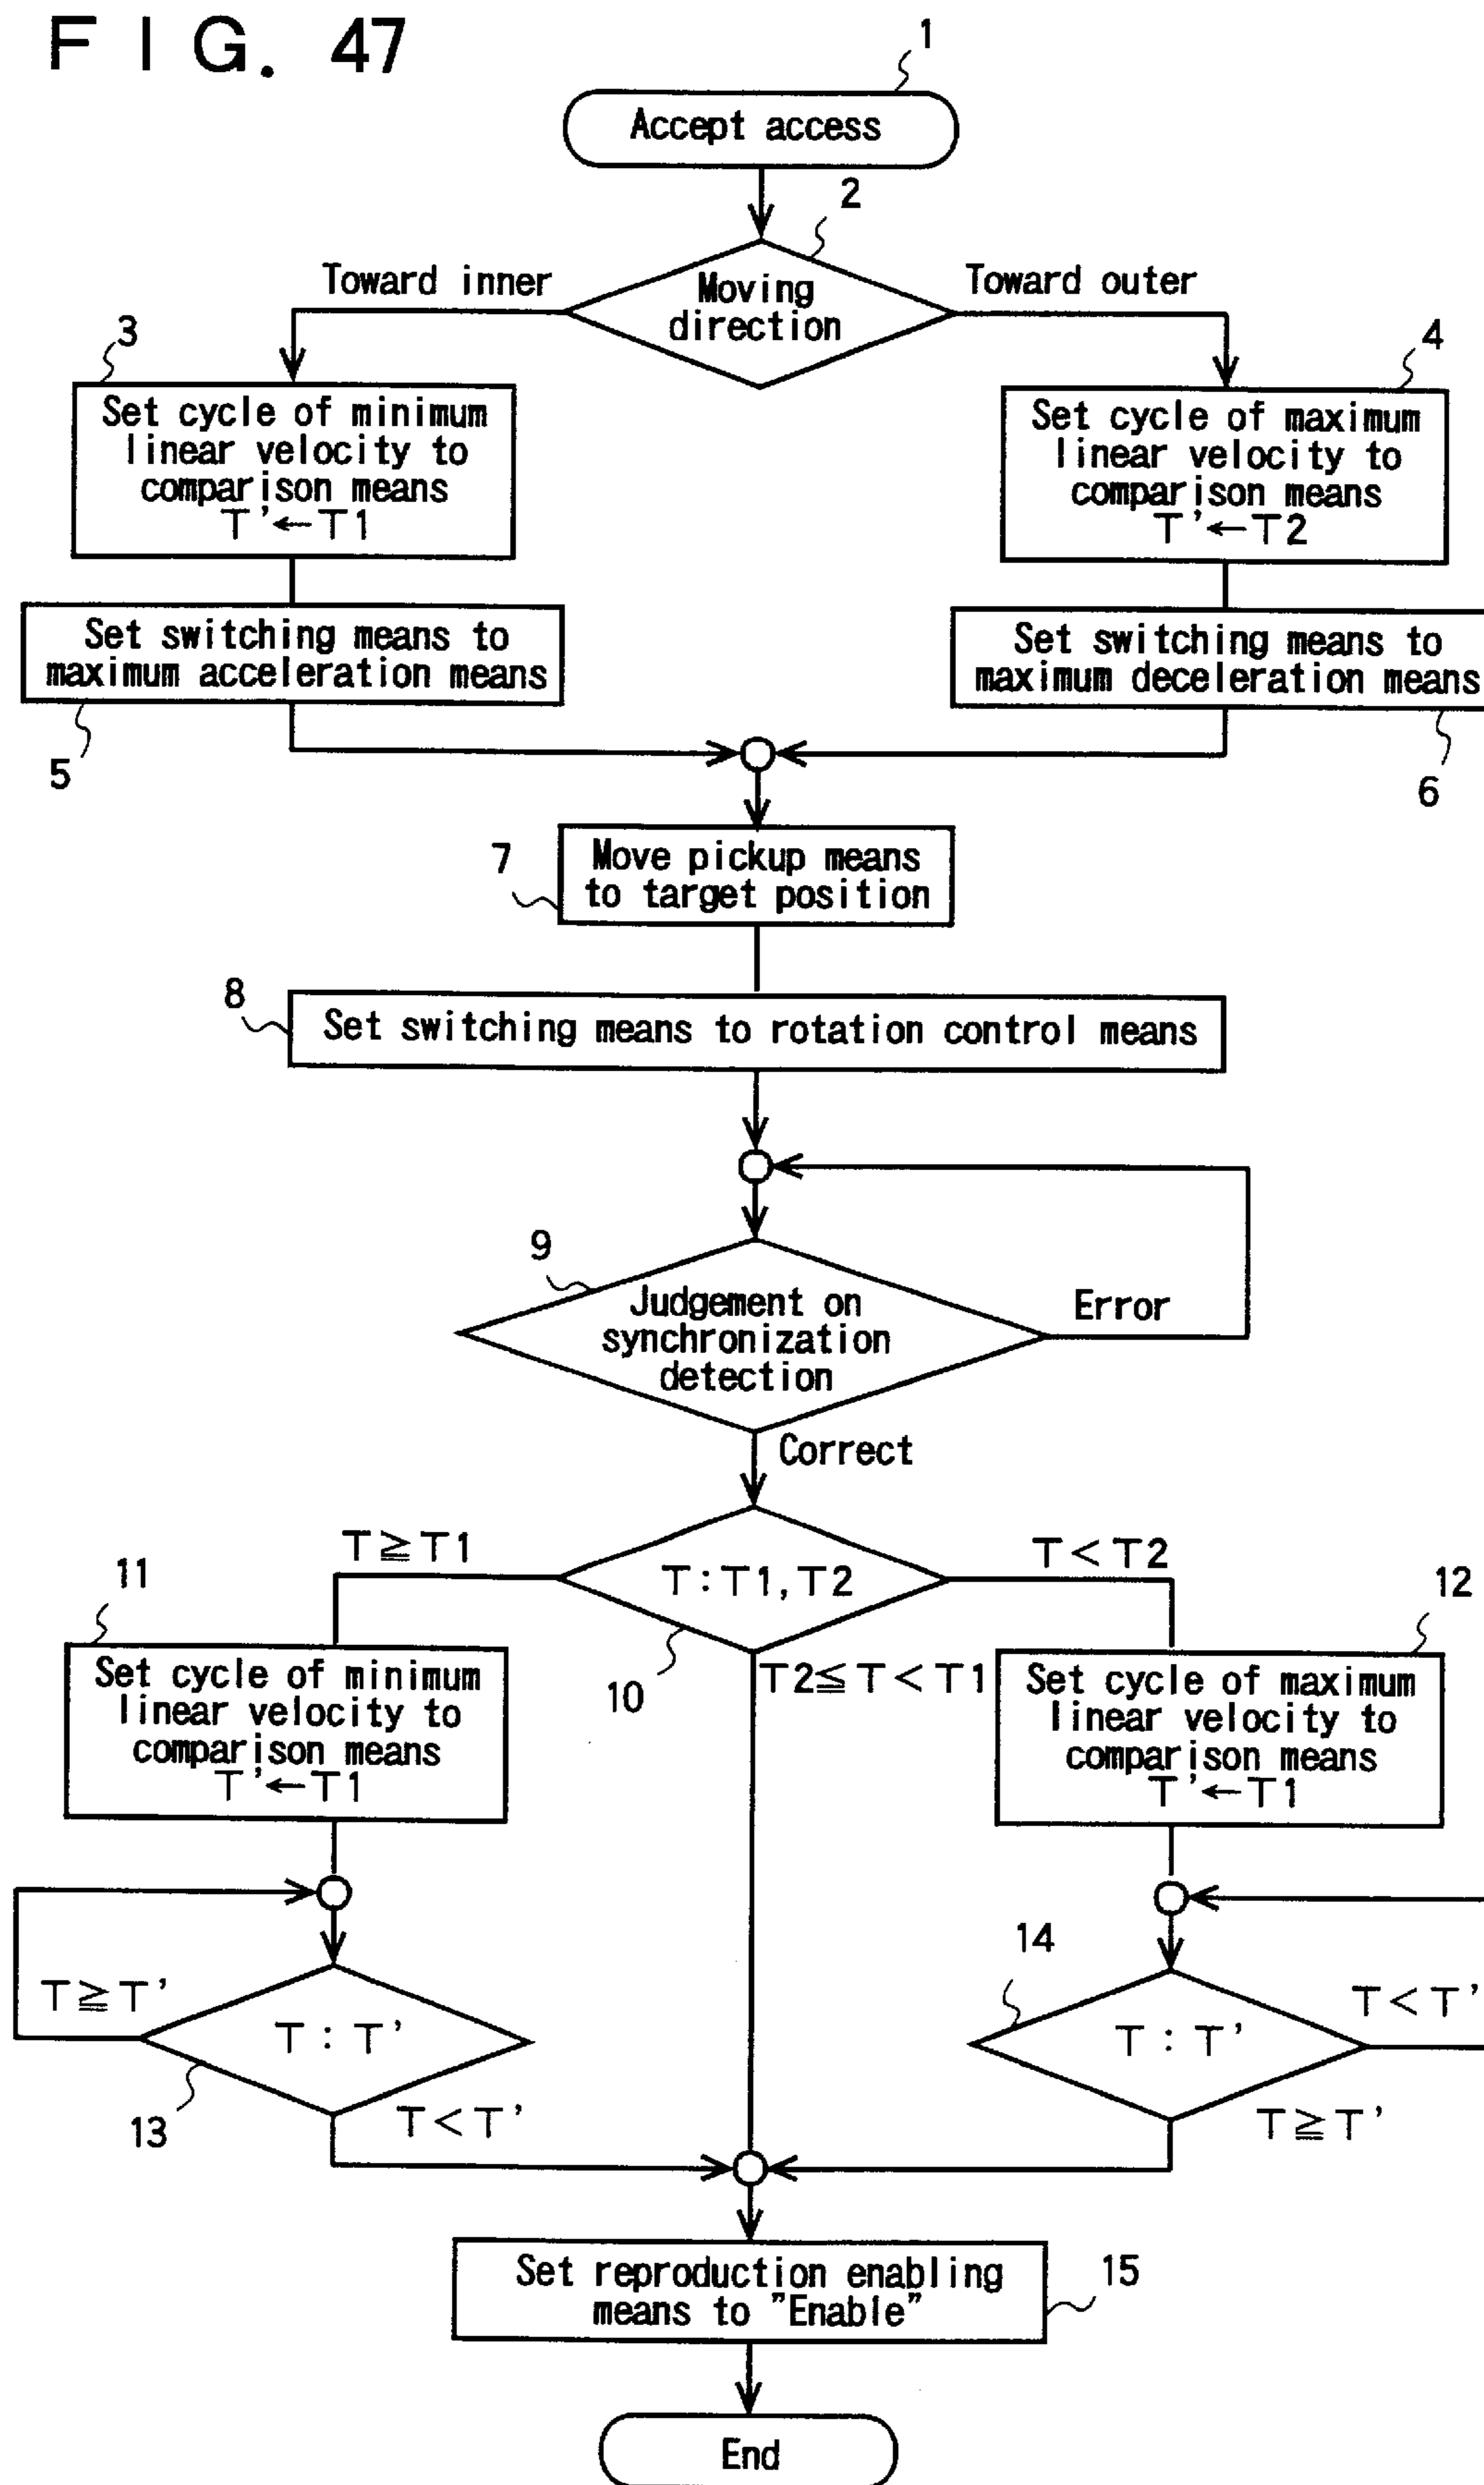 FIG. 47
1
Accept access
2
Moving
direction
Toward inner
Toward outer
3
Set cycle of minimum
linear velocity to
comparison means
T'←T1
4
Set cycle of maximum
linear velocity to
comparison means
T'←T2
Set switching means to
maximum acceleration means
5
Set switching means to
maximum deceleration means
6
7
Move pickup means
to target position
8
Set switching means to rotation control means
9
Judgement on
synchronization
detection
Error
Correct
T≧T1
T:T1,T2
T<T2
10
T2≦T<T1
11
Set cycle of minimum
linear velocity to
comparison means
T'←T1
12
Set cycle of maximum
linear velocity to
comparison means
T'←T1
T≧T'
T : T'
13
T<T'
14
T : T'
T<T'
T≧T'
Set reproduction enabling
means to "Enable"
15
End